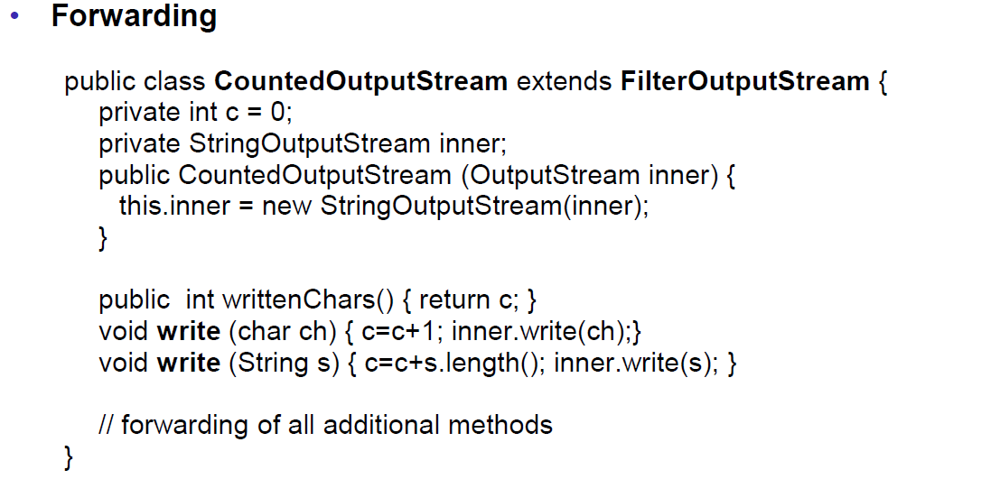 • Forwarding
public class CountedOutputStream extends FilterOutputStream {
private int c = 0;
private StringOutputStream inner;
public CountedOutputStream (OutputStream inner) {
this.inner = new StringOutputStream(inner);
}
public  int writtenChars() { return c; }
void write (char ch) { c=c+1; inner.write(ch);}
void write (String s) { c=c+s.length(); inner.write(s); }
// forwarding of all additional methods
}